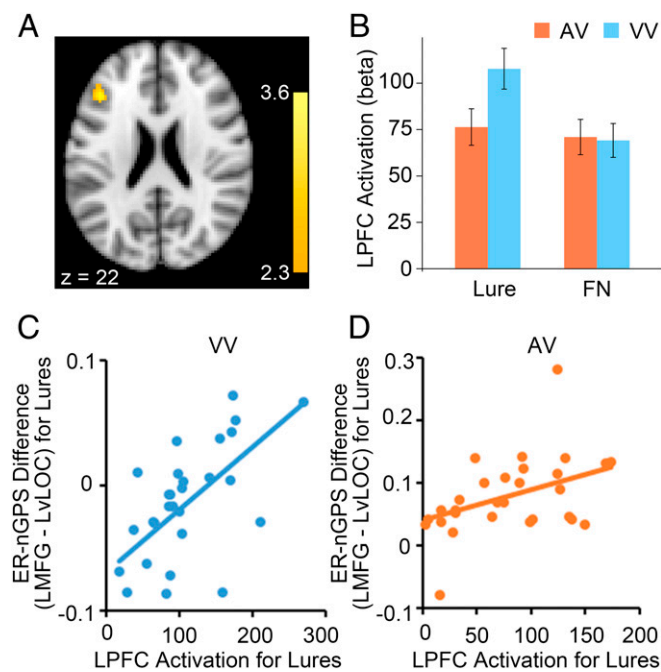 A
3.6
2.3
z = 22
B
AV VV
LPFC Activation (beta)
100
75
50
25
0
Lure FN
C
VV
ER-nGPS Difference
(LMFG - LvLOC) for Lures
0.1
0
-0.1
0 100 200 300
LPFC Activation for Lures
D
AV
ER-nGPS Difference
(LMFG - LvLOC) for Lures
0.3
0.2
0.1
0
-0.1
0 50 100 150 200
LPFC Activation for Lures